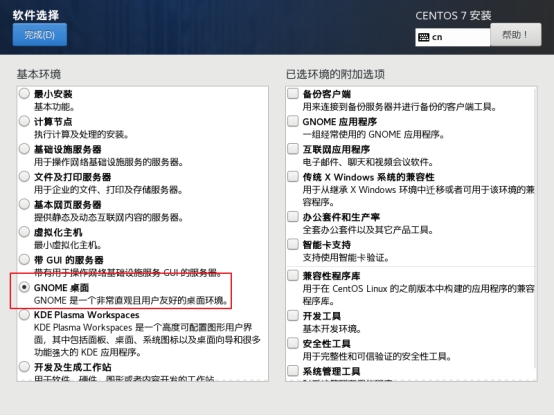 软件选择
CENTOS 7 安装
完成(D)
cn
帮助！
基本环境
最小安装
基本功能。
计算节点
执行计算及处理的安装。
基础设施服务器
用于操作网络基础设施服务的服务器。
文件及打印服务器
用于企业的文件、打印及存储服务器。
基本网页服务器
提供静态及动态互联网内容的服务器。
虚拟化主机
最小虚拟化主机。
带 GUI 的服务器
带有用于操作网络基础设施服务 GUI 的服务器。
GNOME 桌面
GNOME 是一个非常直观且用户友好的桌面环境。
KDE Plasma Workspaces
KDE Plasma Workspaces 是一个高度可配置图形用户界
面，其中包括面板、桌面、系统图标以及桌面向导和很多
功能强大的 KDE 应用程序。
开发及生成工作站
用于软件、硬件、图形或者内容开发的工作站
已选环境的附加选项
备份客户端
用来连接到备份服务器并进行备份的客户端工具。
GNOME 应用程序
一组经常使用的 GNOME 应用程序。
互联网应用程序
电子邮件、聊天和视频会议软件。
传统 X Windows 系统的兼容性
用于从继承 X Windows 环境中迁移或者可用于该环境的兼
容程序。
办公套件和生产率
全套办公套件以及其它产品工具。
智能卡支持
支持使用智能卡验证。
兼容性程序库
用于在 CentOS Linux 的之前版本中构建的应用程序的兼容
程序库。
开发工具
基本开发环境。
安全性工具
用于完整性和可信验证的安全性工具。
系统管理工具